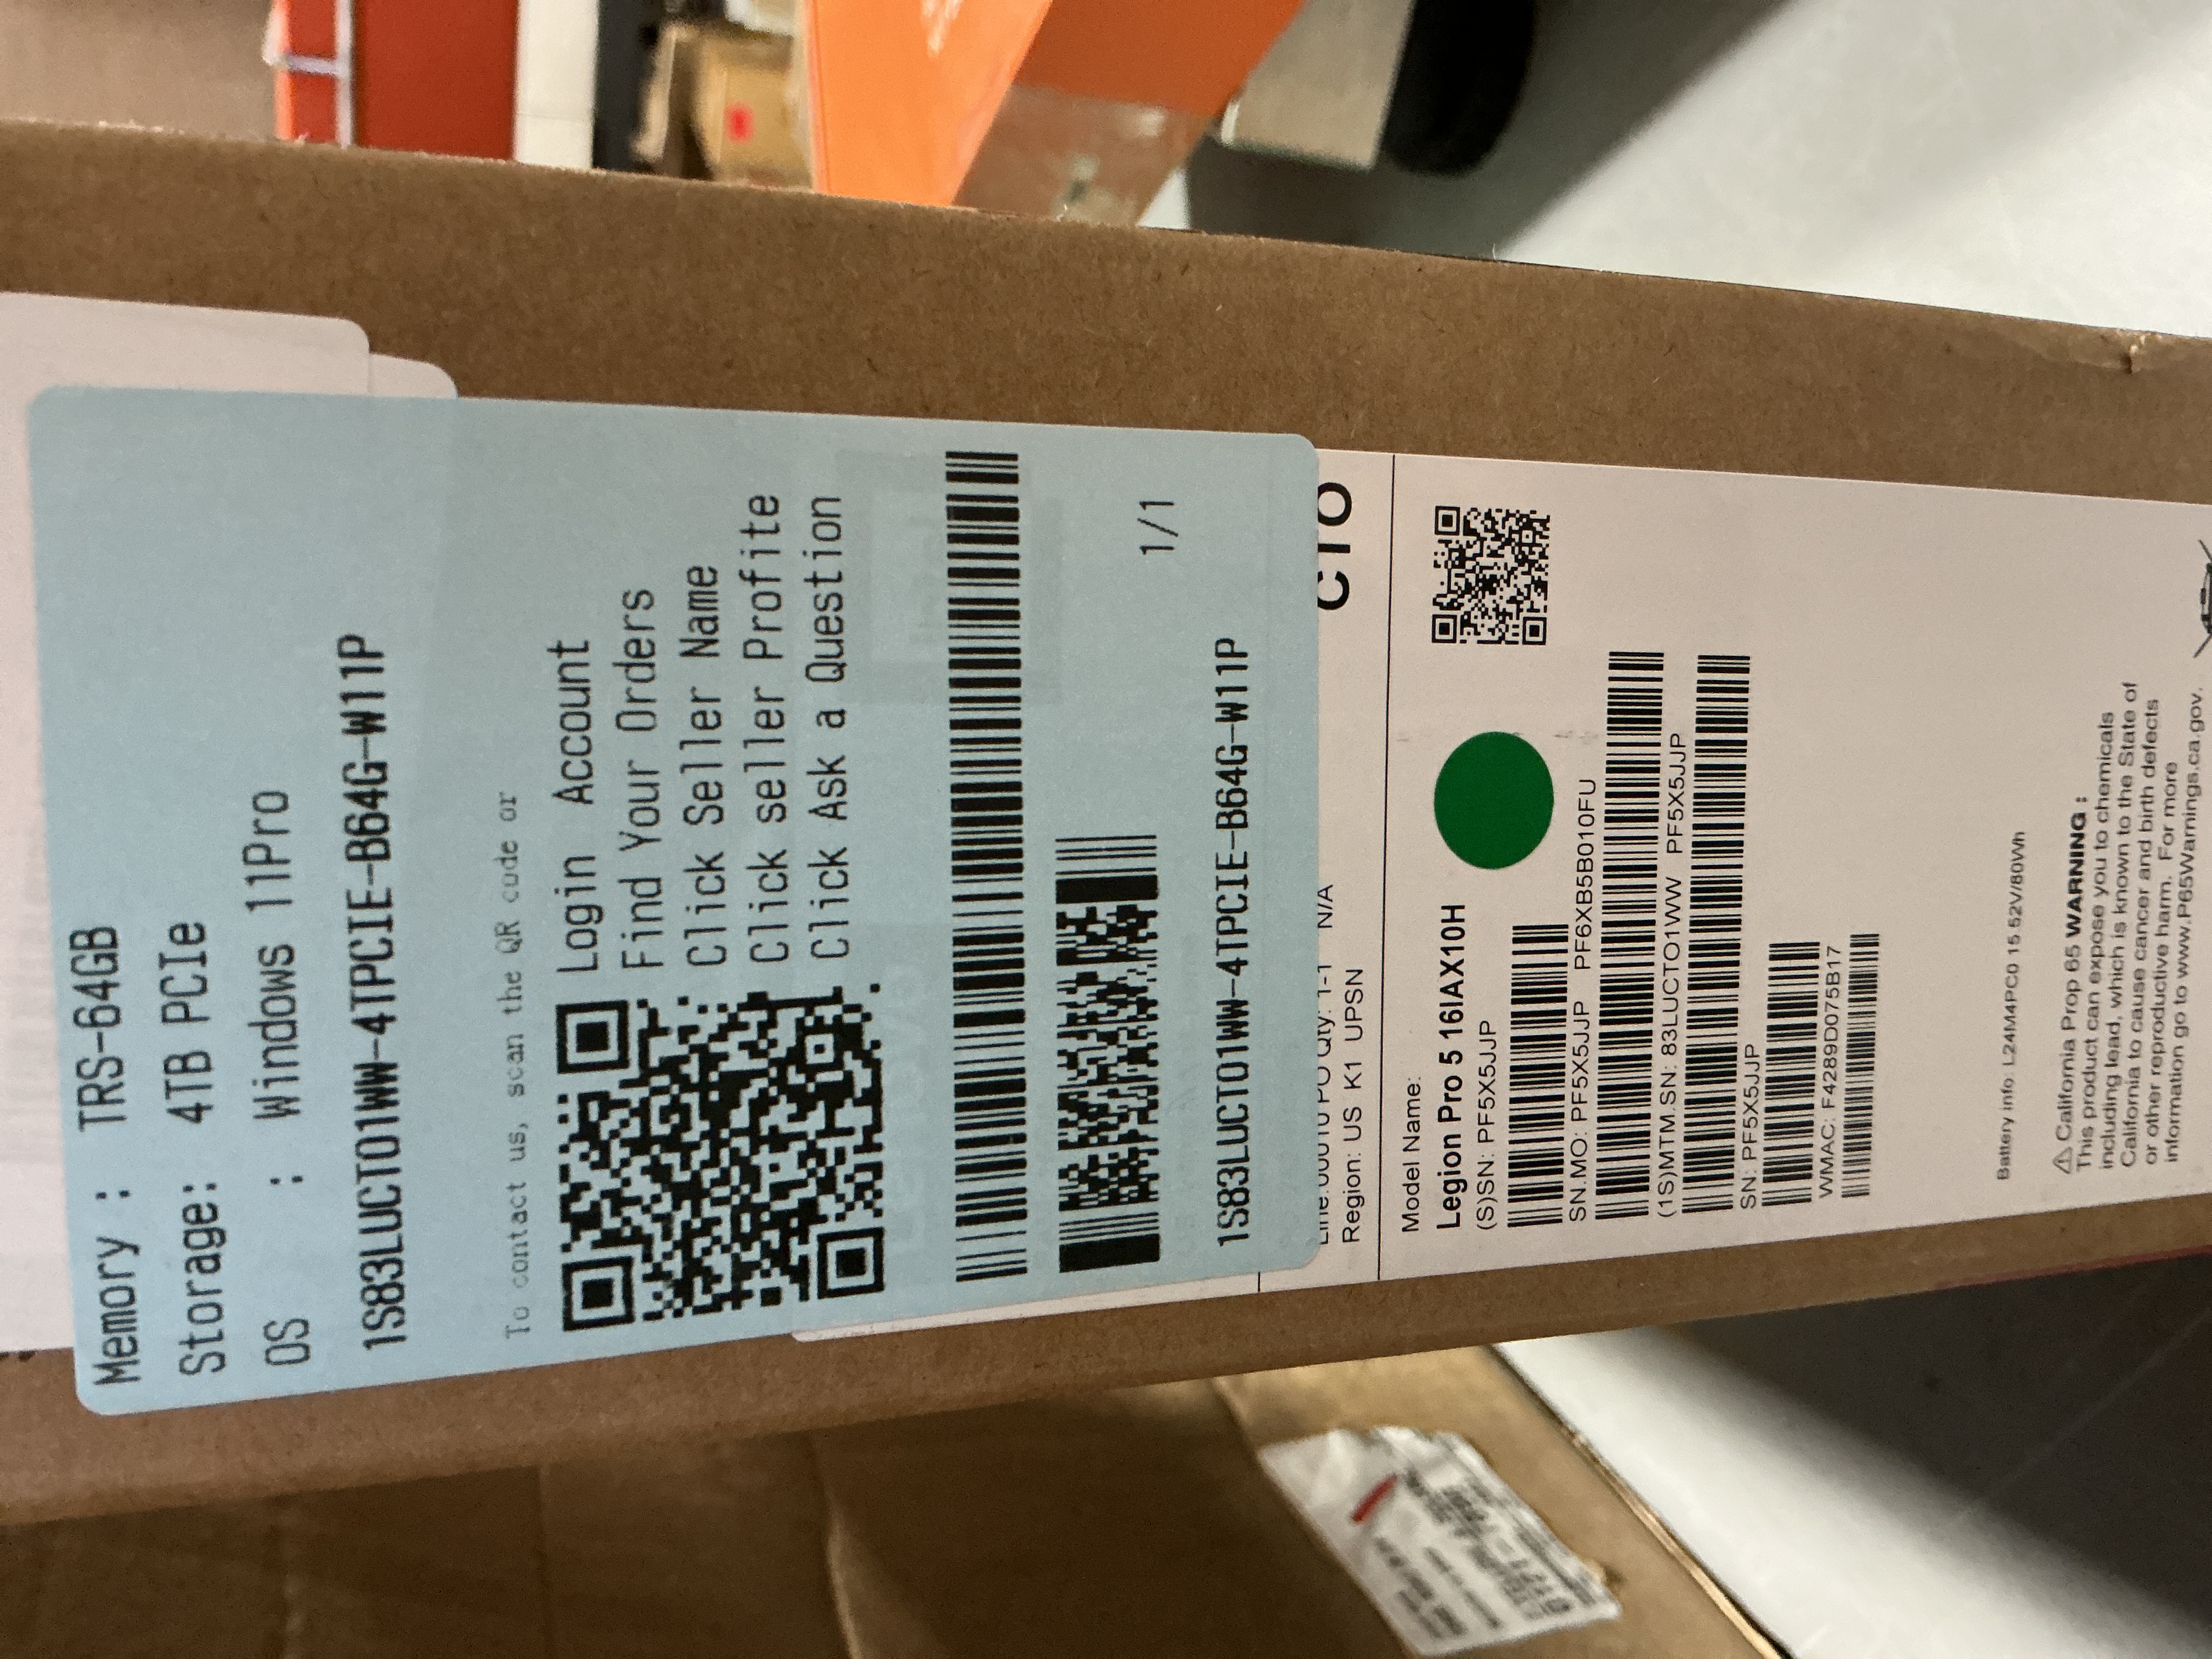 Memory : TRS-64GB
Storage: 4TB PCIe
OS : Windows 11Pro
1S83LUCTO1WW-4TPCIE-B64G-W11P
To contact us, scan the QR code or
Login Account
Find Your Orders
Click Seller Name
Click seller Profite
Click Ask a Question
1/1
1S83LUCTO1WW-4TPCIE-B64G-W11P
CTO
N/A
Region: US K1 UPSN
Model Name:
Legion Pro 5 16IAX10H
(S)SN: PF5X5JJP
SN.MO: PF5X5JJP PF6XB5B010FU
(1S)MTM.SN: 83LUCTO1WW PF5X5JJP
SN: PF5X5JJP
WMAC: F4289D075B17
Battery info: L24M4PC0 15.52V/80Wh
⚠ California Prop 65 WARNING :
This product can expose you to chemicals
including lead, which is known to the State of
California to cause cancer and birth defects
or other reproductive harm. For more
information go to www.P65Warnings.ca.gov.